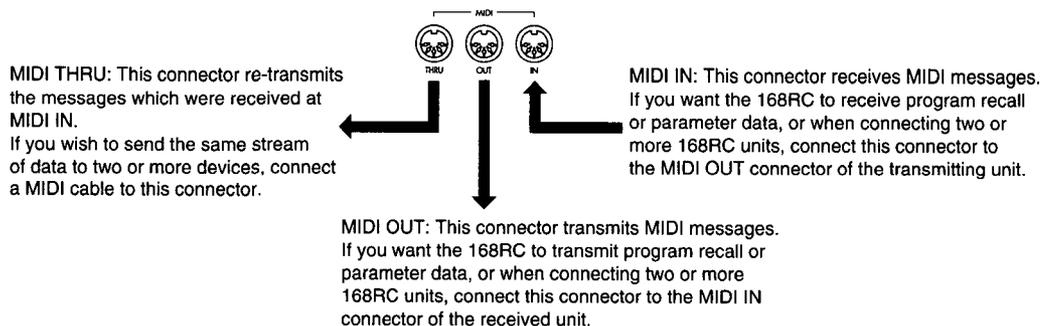 MIDI
THRU
OUT
IN
MIDI THRU: This connector re-transmits
the messages which were received at
MIDI IN.
If you wish to send the same stream
of data to two or more devices, connect
a MIDI cable to this connector.
MIDI IN: This connector receives MIDI messages.
If you want the 168RC to receive program recall
or parameter data, or when connecting two or
more 168RC units, connect this connector to
the MIDI OUT connector of the transmitting unit.
MIDI OUT: This connector transmits MIDI messages.
If you want the 168RC to transmit program recall or
parameter data, or when connecting two or more
168RC units, connect this connector to the MIDI IN
connector of the received unit.